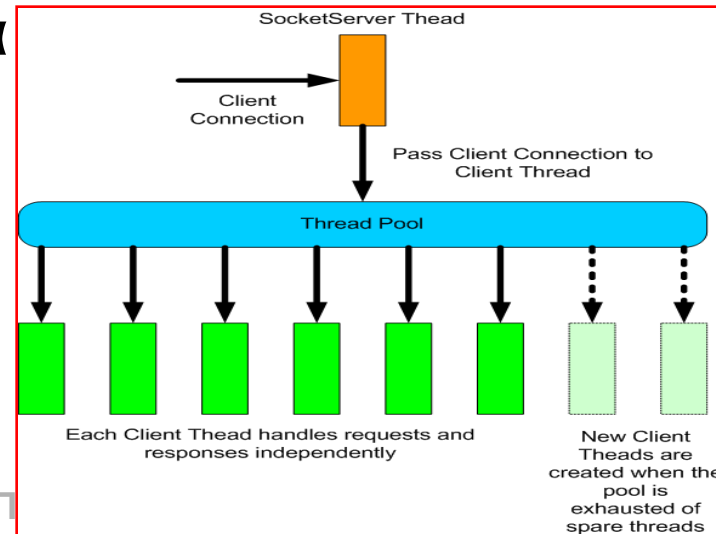 SocketServer Thead
Client
Connection
Pass Client Connection to
Client Thread
Thread Pool
Each Client Thead handles requests and
responses independently
New Client
Theads are
created when the
pool is
exhausted of
spare threads